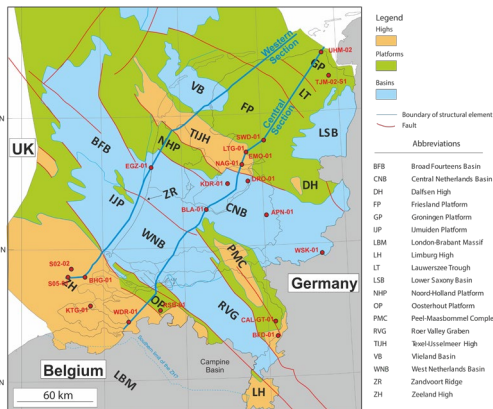 Western
Section
UHM-02
GP
TJM-02-S1
VB
FP
LT
Central
Section
LSB
TIJH
NHP
SWD-01
LTG-01
EMO-01
NAG-01
BFB
UK
EGZ-01
KDR-01
DRO-01
DH
ZR
IJP
BLA-01
CNB
APN-01
WNB
WSK-01
PMC
S02-02
ZH
BHG-01
Germany
OP
RVG
KTG-01
WDR-01
CAL-GT-01
Belgium
LBM
Campine
Basin
LH
60 km
Legend
Highs
Platforms
Basins
Boundary of structural element
Fault
Abbreviations
BFB Broad Fourteens Basin
CNB Central Netherlands Basin
DH Dalfsen High
FP Friesland Platform
GP Groningen Platform
UP Umuiden Platform
LBM London-Brabant Massif
LH Limburg High
LT Lauwerszee Trough
LSB Lower Saxony Basin
NHP Noord-Holland Platform
OP Oosterhout Platform
PMC Peel-Maasbommel Comple
RVG Roer Valley Graben
TIJH Texel-IJsselmeer High
VB Vlieland Basin
WNB West Netherlands Basin
ZR Zandvoort Ridge
ZH Zeeland High